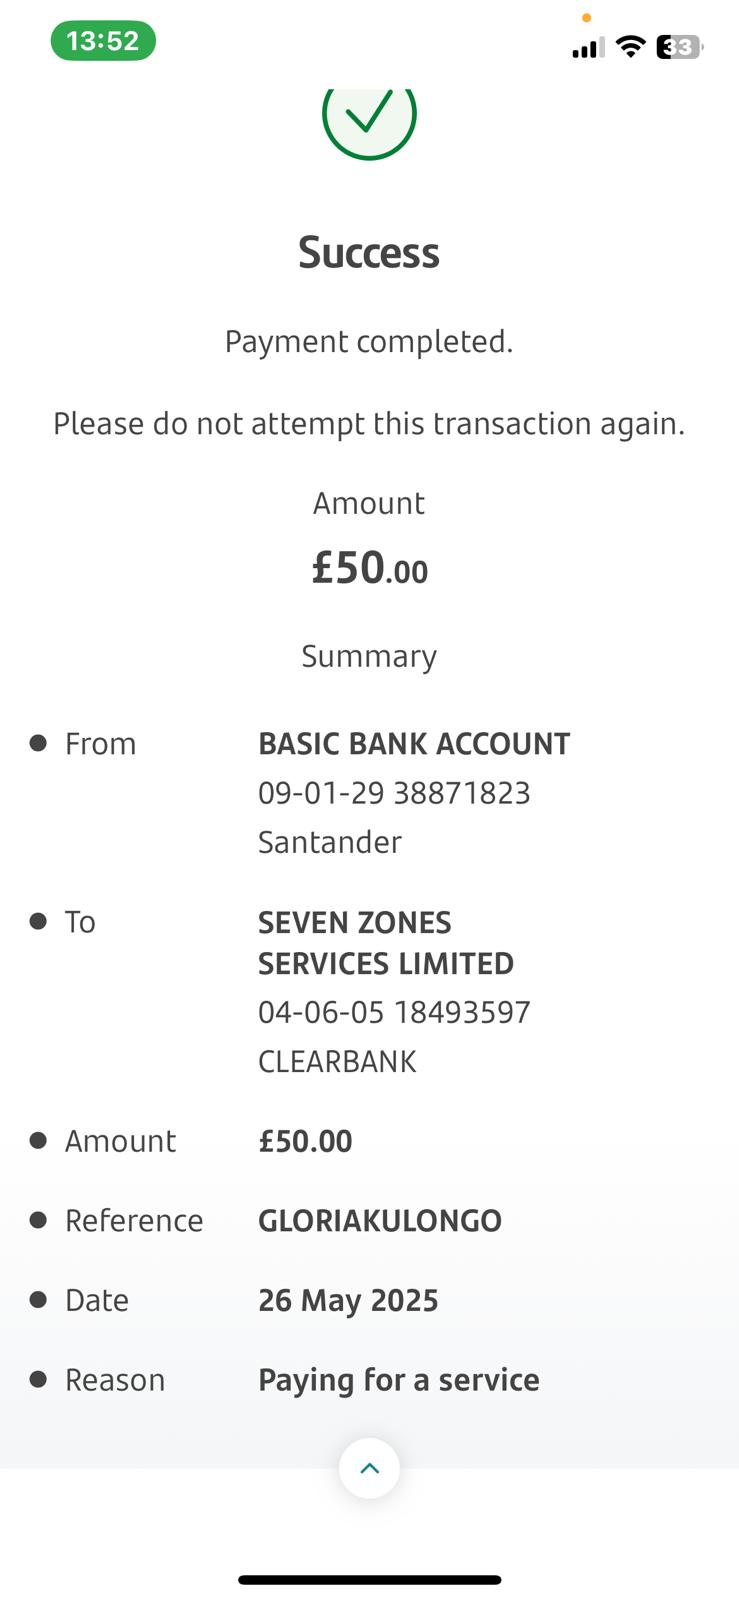 13:52
33
Success
Payment completed.
Please do not attempt this transaction again.
Amount
£50.00
Summary
From BASIC BANK ACCOUNT
09-01-29 38871823
Santander
To SEVEN ZONES
SERVICES LIMITED
04-06-05 18493597
CLEARBANK
Amount £50.00
Reference GLORIAKULONGO
Date 26 May 2025
Reason Paying for a service